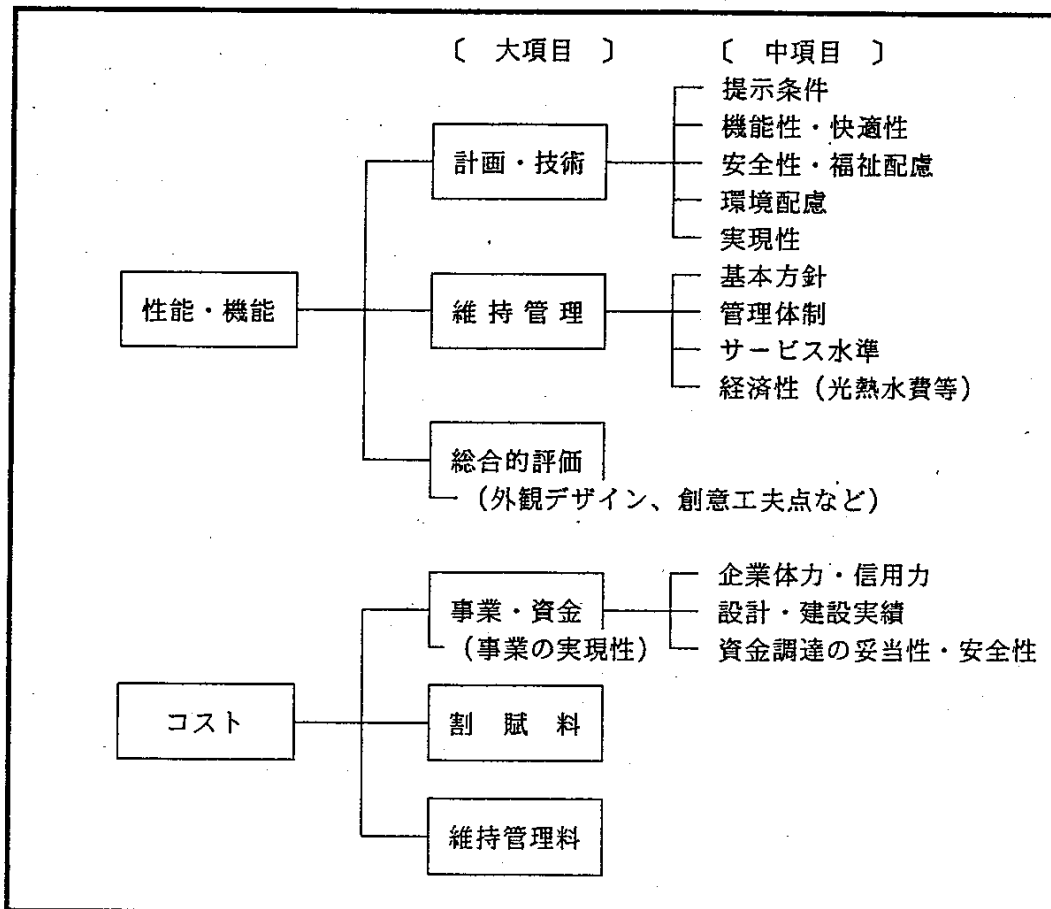 〔 大項目 〕 〔 中項目 〕
提示条件
機能性・快適性
計画・技術
安全性・福祉配慮
環境配慮
実現性
基本方針
性能・機能
維持管理
管理体制
サービス水準
経済性（光熱水費等）
総合的評価
（外観デザイン、創意工夫点など）
企業体力・信用力
事業・資金
設計・建設実績
（事業の実現性）
資金調達の妥当性・安全性
コスト
割賦料
維持管理料